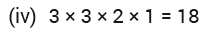 (iv) 3 × 3 × 2 × 1 = 18